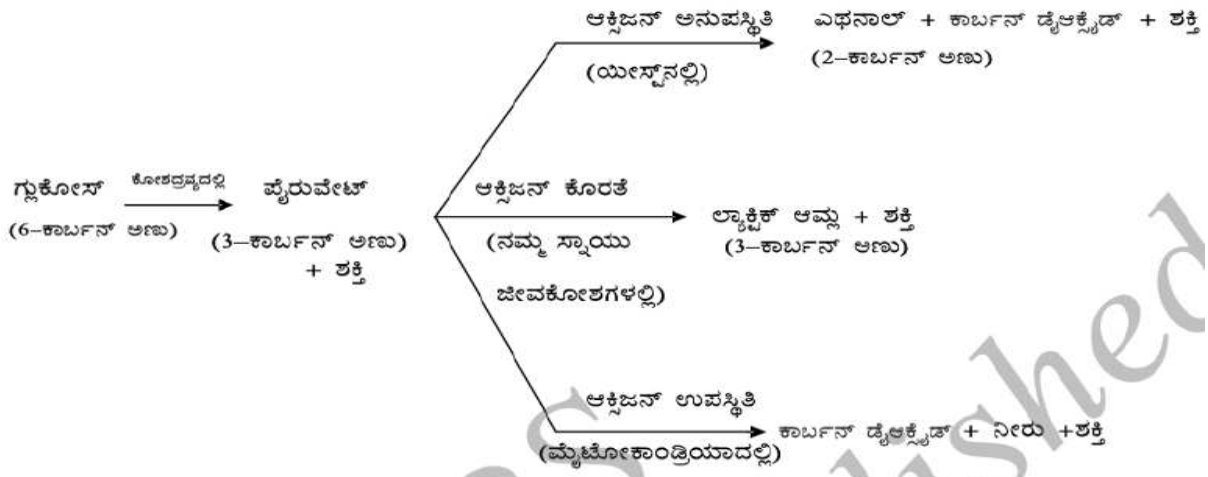 ಆಕ್ಸಿಜನ್ ಅನುಪಸ್ಥಿತಿ
(ಯೀಸ್ಟ್‌ನಲ್ಲಿ)
ಎಥನಾಲ್ + ಕಾರ್ಬನ್ ಡೈಆಕ್ಸೈಡ್ + ಶಕ್ತಿ
(2–ಕಾರ್ಬನ್ ಅಣು)
ಗ್ಲುಕೋಸ್
(6–ಕಾರ್ಬನ್ ಅಣು)
ಕೋಶದ್ರವ್ಯದಲ್ಲಿ
ಪೈರುವೇಟ್
(3–ಕಾರ್ಬನ್ ಅಣು)
+ ಶಕ್ತಿ
ಆಕ್ಸಿಜನ್ ಕೊರತೆ
(ನಮ್ಮ ಸ್ನಾಯು
ಜೀವಕೋಶಗಳಲ್ಲಿ)
ಲ್ಯಾಕ್ಟಿಕ್ ಆಮ್ಲ + ಶಕ್ತಿ
(3–ಕಾರ್ಬನ್ ಅಣು)
ಆಕ್ಸಿಜನ್ ಉಪಸ್ಥಿತಿ
(ಮೈಟೋಕಾಂಡ್ರಿಯಾದಲ್ಲಿ)
ಕಾರ್ಬನ್ ಡೈಆಕ್ಸೈಡ್ + ನೀರು +ಶಕ್ತಿ